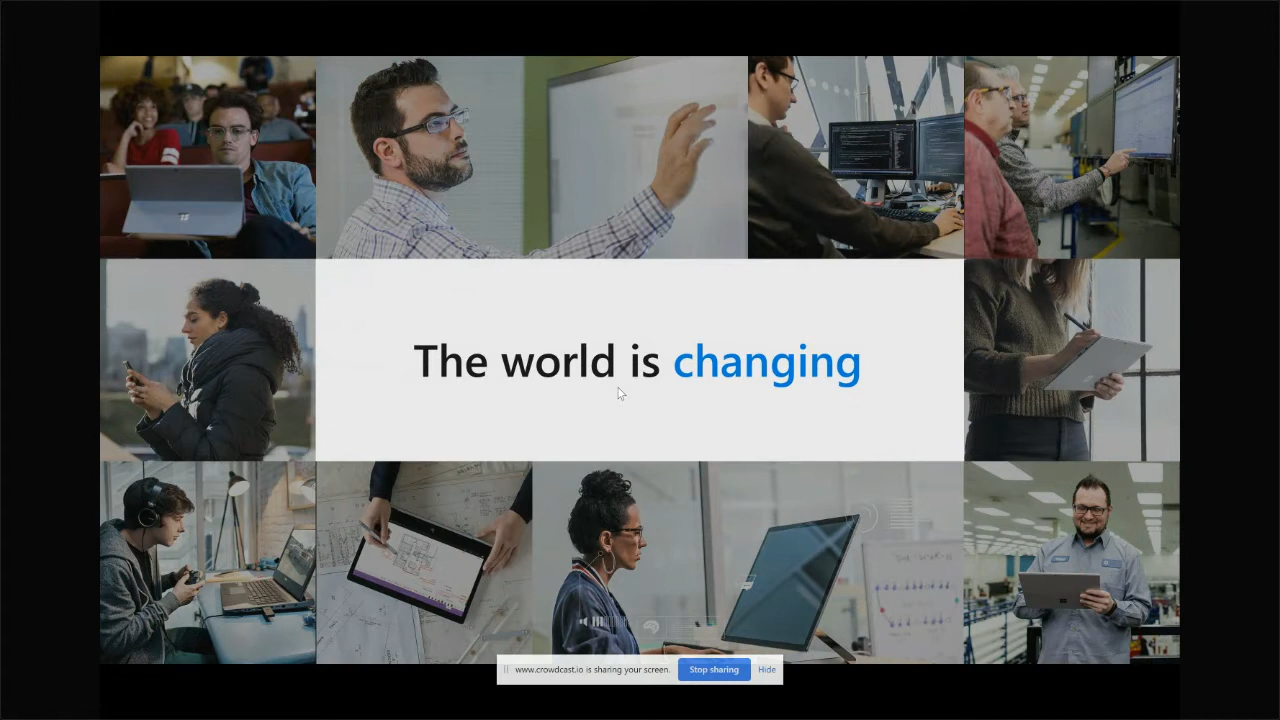 The world is changing
www.crowdcast.io is sharing your screen.
Stop sharing
Hide